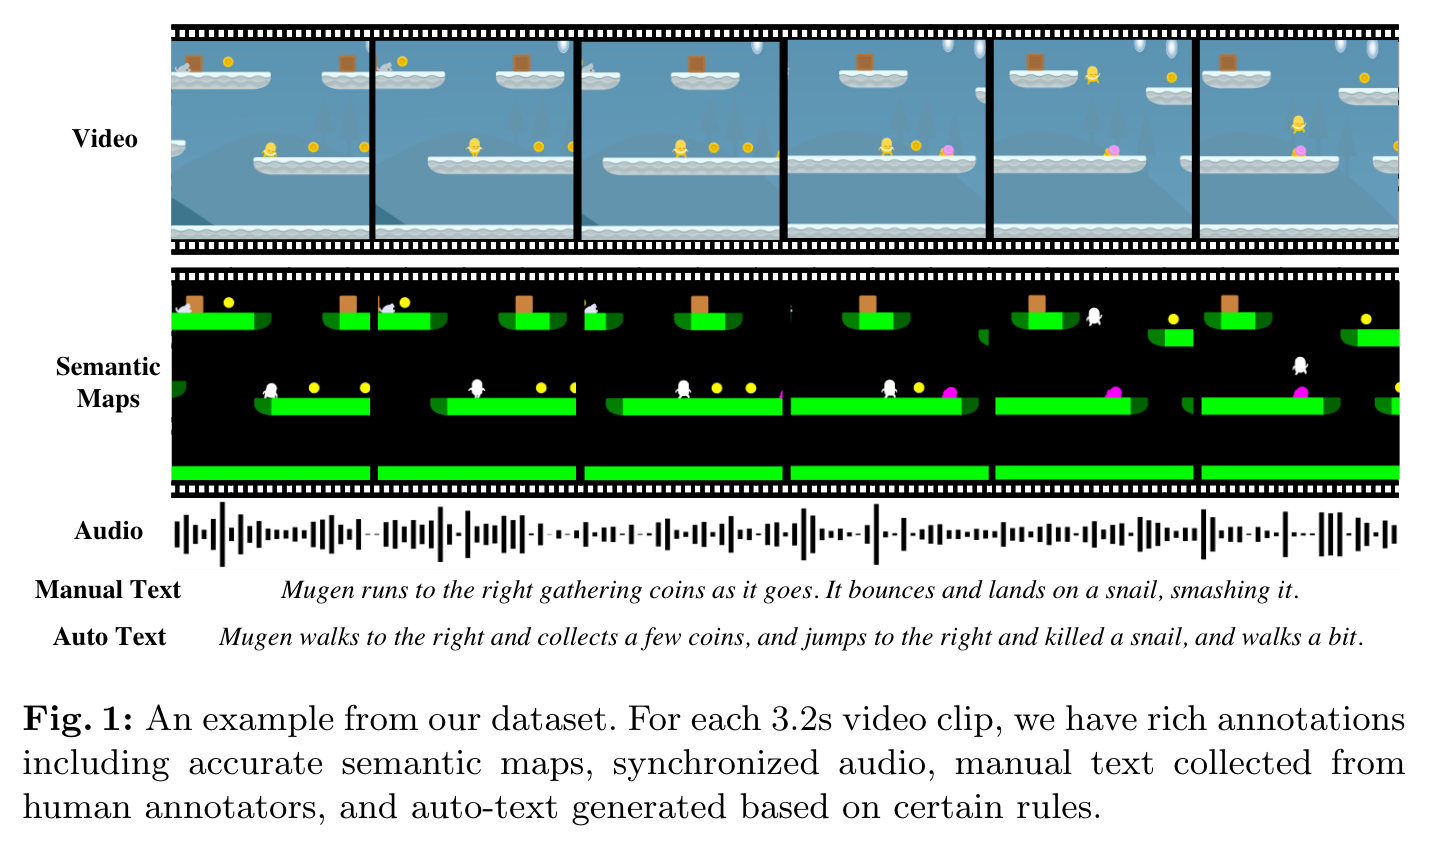 Video
Semantic
Maps
Audio
Manual Text Mugen runs to the right gathering coins as it goes. It bounces and lands on a snail, smashing it.
Auto Text Mugen walks to the right and collects a few coins, and jumps to the right and killed a snail, and walks a bit.
Fig. 1: An example from our dataset. For each 3.2s video clip, we have rich annotations
including accurate semantic maps, synchronized audio, manual text collected from
human annotators, and auto-text generated based on certain rules.